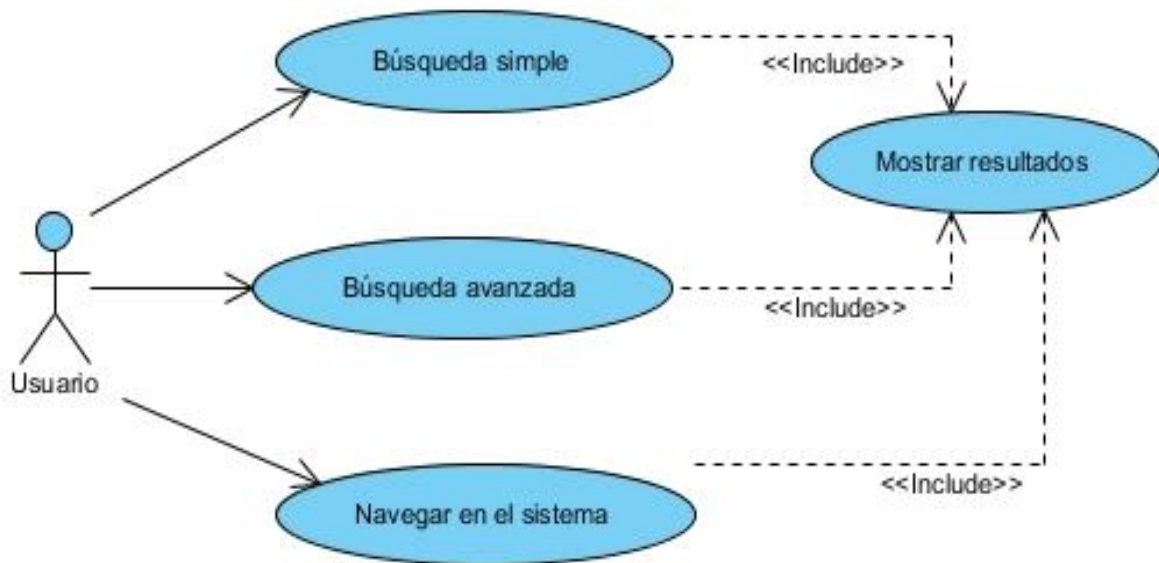 Búsqueda simple
<<Include>>
Mostrar resultados
Búsqueda avanzada
<<Include>>
Usuario
<<Include>>
Navegar en el sistema